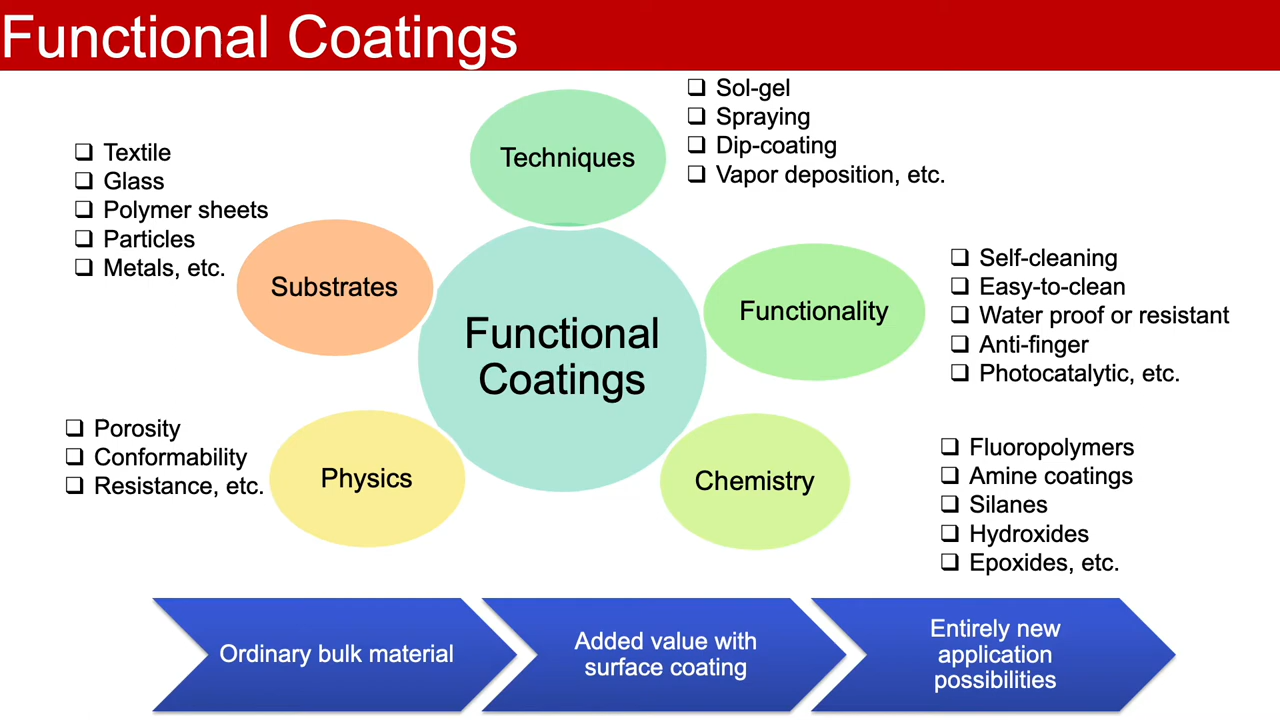 Functional Coatings
Techniques
❑ Sol-gel
❑ Spraying
❑ Dip-coating
❑ Vapor deposition, etc.
❑ Textile
❑ Glass
❑ Polymer sheets
❑ Particles
❑ Metals, etc.
Substrates
Functional
Coatings
Functionality
❑ Self-cleaning
❑ Easy-to-clean
❑ Water proof or resistant
❑ Anti-finger
❑ Photocatalytic, etc.
❑ Porosity
❑ Conformability
❑ Resistance, etc.
Physics
Chemistry
❑ Fluoropolymers
❑ Amine coatings
❑ Silanes
❑ Hydroxides
❑ Epoxides, etc.
Ordinary bulk material
Added value with
surface coating
Entirely new
application
possibilities